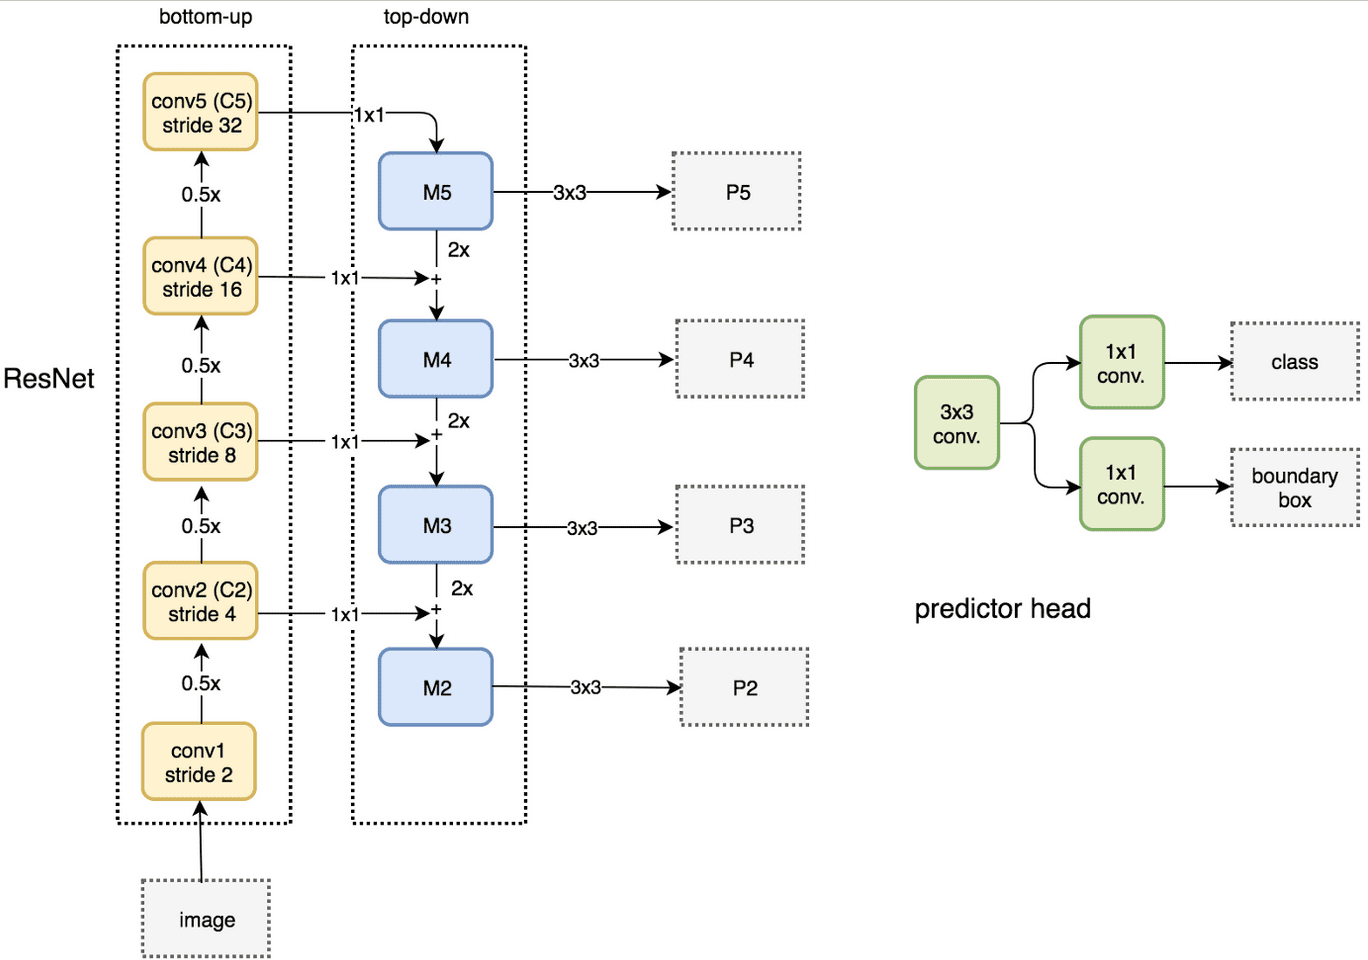 bottom-up
top-down
conv5 (C5)
stride 32
1x1
M5
3x3
P5
0.5x
2x
conv4 (C4)
stride 16
1x1
+
M4
3x3
P4
0.5x
2x
ResNet
conv3 (C3)
stride 8
1x1
+
M3
3x3
P3
0.5x
2x
conv2 (C2)
stride 4
1x1
+
M2
3x3
P2
0.5x
conv1
stride 2
image
3x3
conv.
1x1
conv.
class
1x1
conv.
boundary
box
predictor head